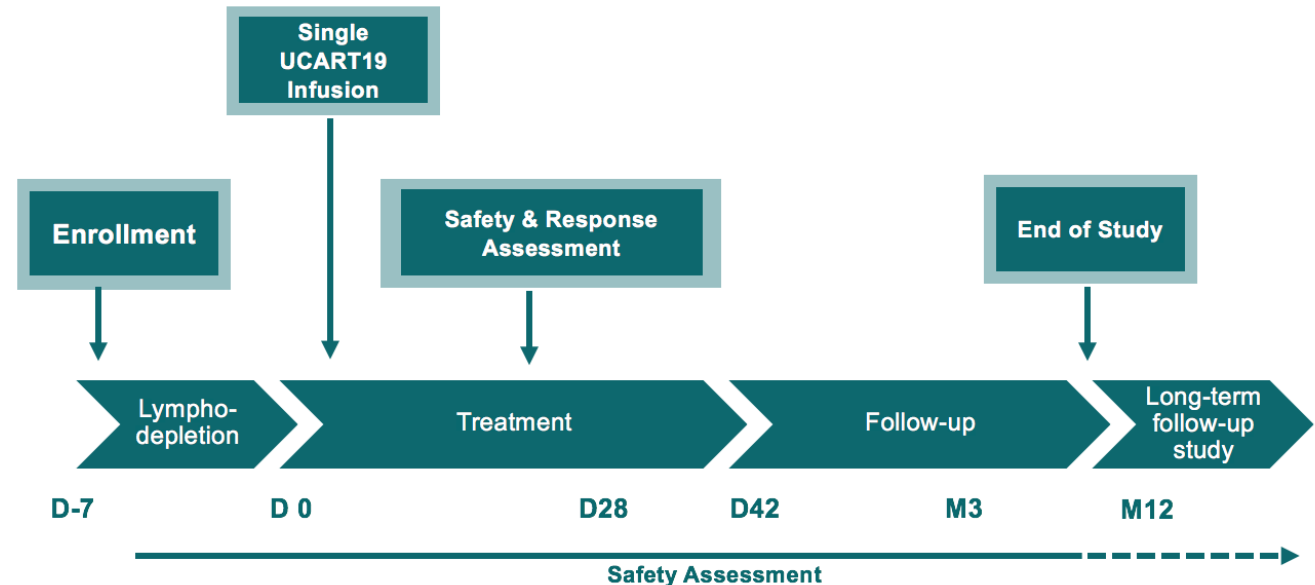 Single
UCART19
Infusion
Enrollment
Safety & Response
Assessment
End of Study
Lympho-
depletion
Treatment
Follow-up
Long-term
follow-up
study
D-7
D 0
D28
D42
M3
M12
Safety Assessment